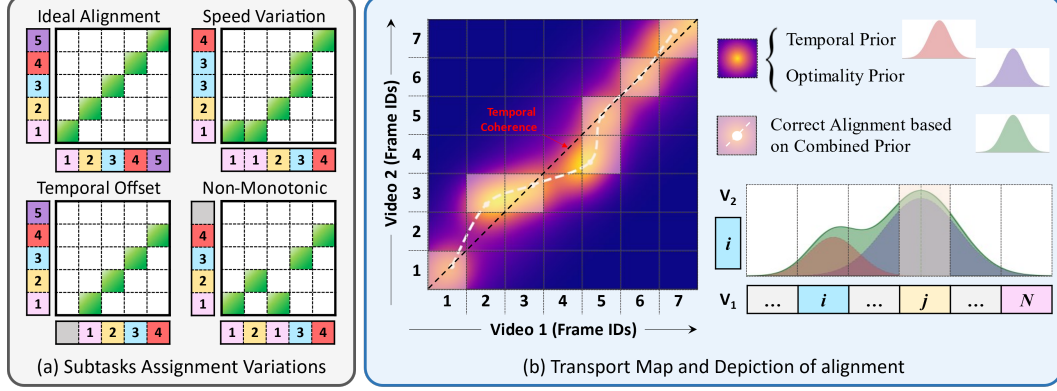 Ideal Alignment
5
4
3
2
1
1 2 3 4 5
Speed Variation
4
3
3
2
1
1 1 2 3 4
Temporal Offset
5
4
3
2
1
1 2 3 4
Non-Monotonic
4
3
2
1
1 2 1 3 4
(a) Subtasks Assignment Variations
Video 2 (Frame IDs)
7
6
5
4
3
2
1
Temporal
Coherence
1 2 3 4 5 6 7
Video 1 (Frame IDs)
Temporal Prior
Optimality Prior
Correct Alignment based
on Combined Prior
V2
i
V1
... i ... j ... N
(b) Transport Map and Depiction of alignment